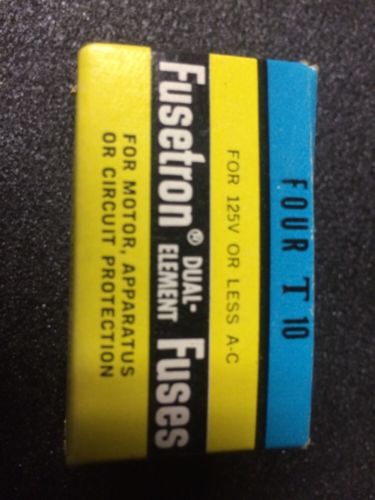 FOUR T 10
FOR 125V OR LESS A-C
Fusetron® DUAL-ELEMENT Fuses
FOR MOTOR, APPARATUS
OR CIRCUIT PROTECTION